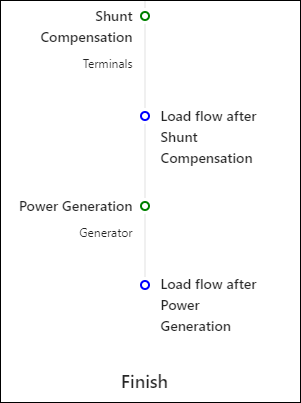 Shunt
Compensation
Terminals
Load flow after
Shunt
Compensation
Power Generation
Generator
Load flow after
Power
Generation
Finish